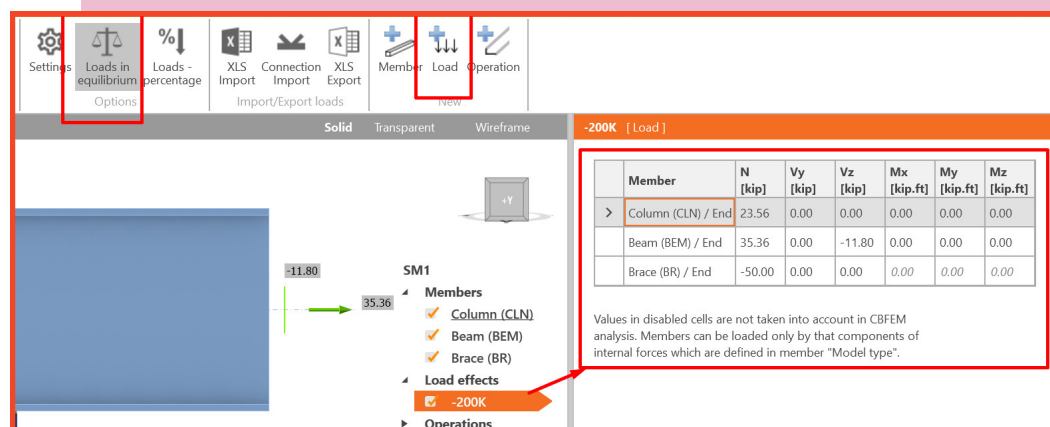 Settings
Loads in
equilibrium
Loads -
percentage
XLS
Import
Connection
Import
XLS
Export
Member
Load
Operation
Options
Import/Export loads
New
Solid Transparent Wireframe
-200K [ Load ]
Member N [kip] Vy [kip] Vz [kip] Mx [kip.ft] My [kip.ft] Mz [kip.ft]
> Column (CLN) / End 23.56 0.00 0.00 0.00 0.00 0.00
Beam (BEM) / End 35.36 0.00 -11.80 0.00 0.00 0.00
Brace (BR) / End -50.00 0.00 0.00 0.00 0.00 0.00
Values in disabled cells are not taken into account in CBFEM
analysis. Members can be loaded only by that components of
internal forces which are defined in member "Model type".
+Y
-11.80
35.36
SM1
Members
Column (CLN)
Beam (BEM)
Brace (BR)
Load effects
-200K
Operations